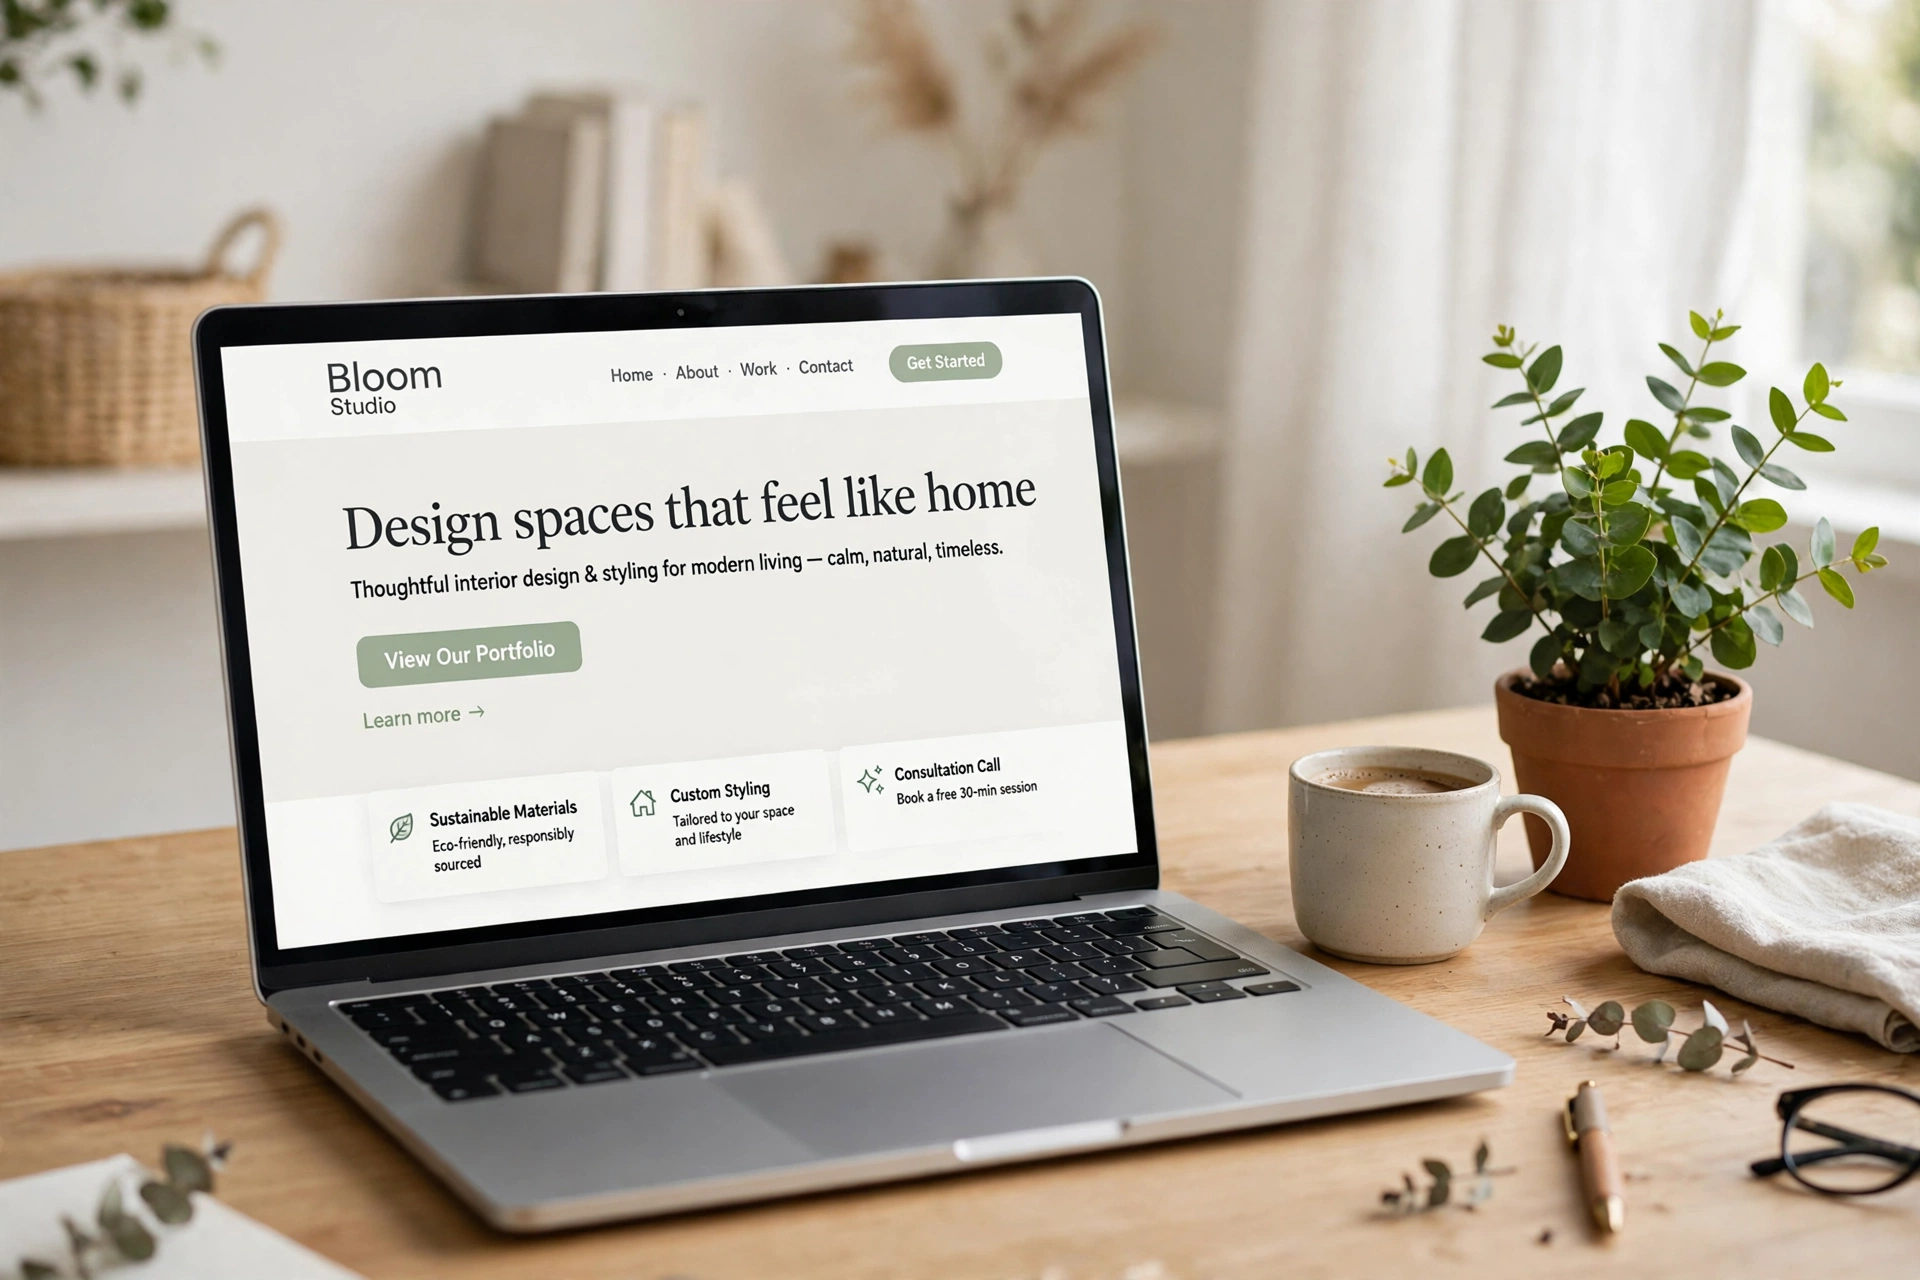 Bloom
Studio
Home · About · Work · Contact
Get Started
Design spaces that feel like home
Thoughtful interior design & styling for modern living — calm, natural, timeless.
View Our Portfolio
Learn more →
Sustainable Materials
Eco-friendly, responsibly
sourced
Custom Styling
Tailored to your space
and lifestyle
Consultation Call
Book a free 30-min session